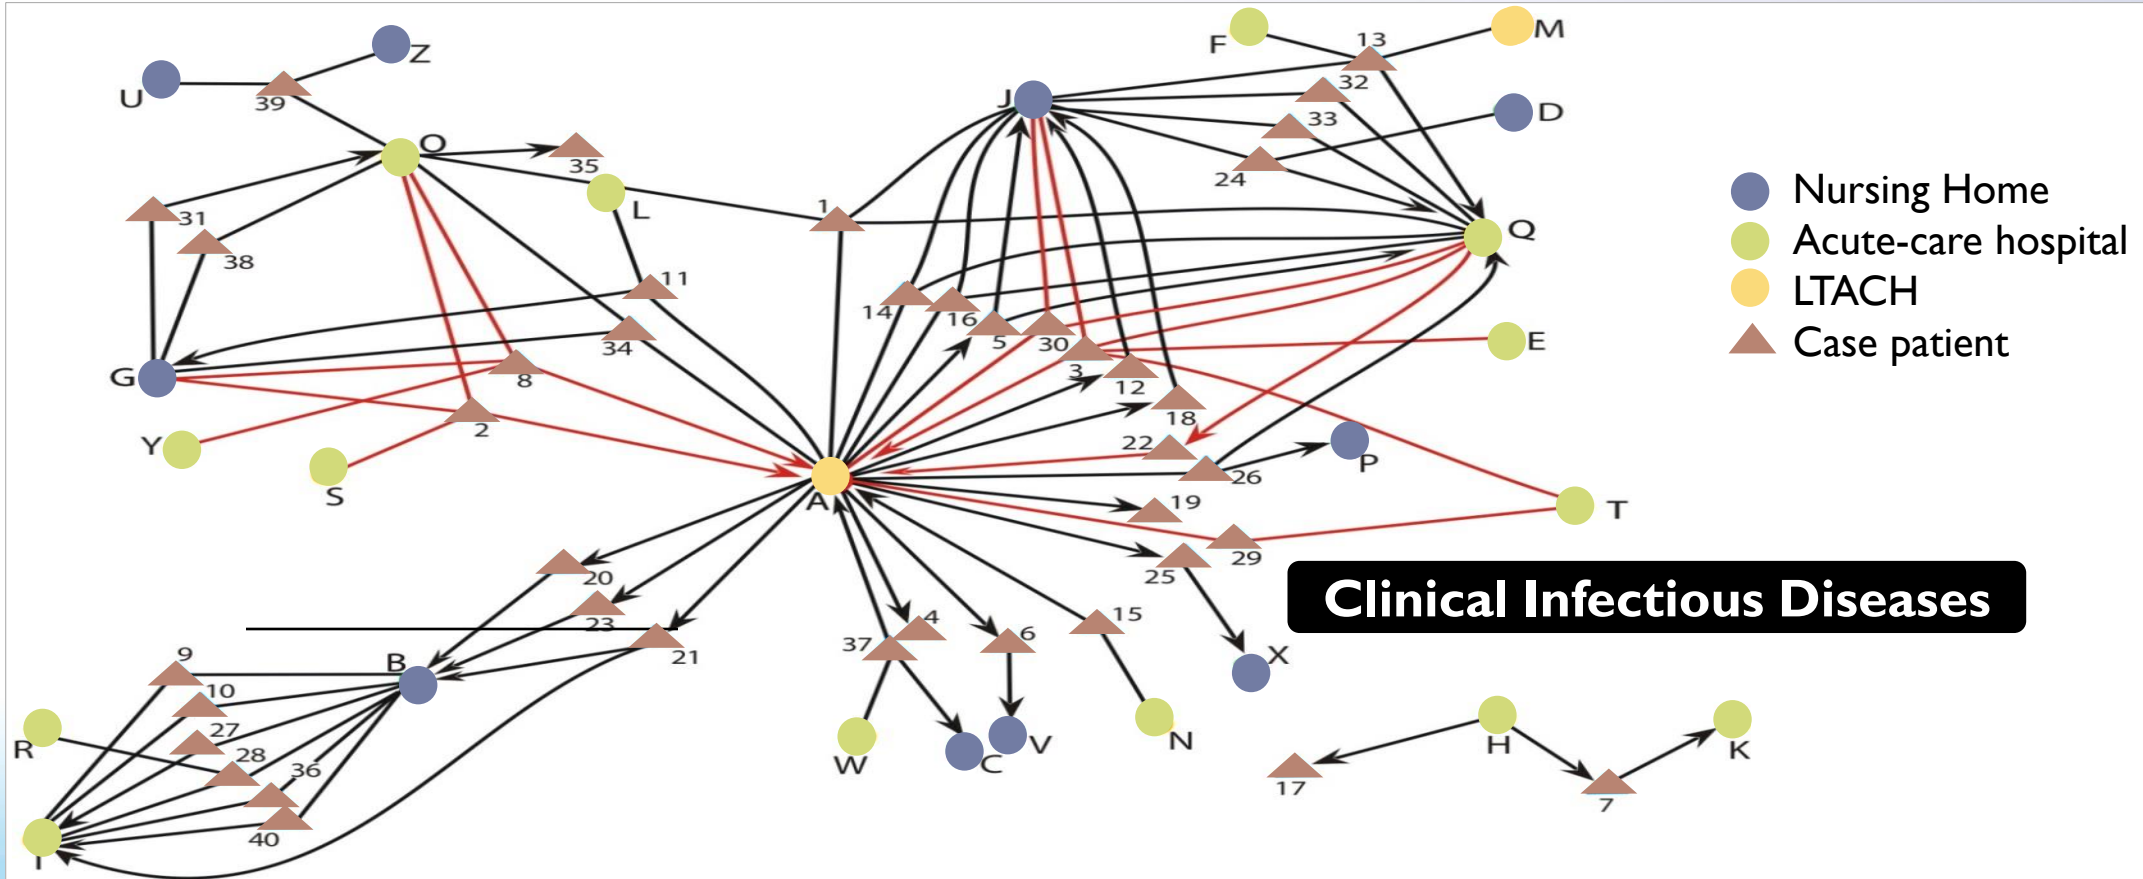 F
M
13
Z
U
39
J
32
D
33
O
35
24
L
1
Q
31
38
11
14
16
5
30
34
E
G
8
3
12
18
Y
2
22
P
26
S
A
19
T
29
25
20
23
4
15
6
37
21
9
B
X
10
R
27
28
36
W
C
V
N
H
K
17
7
40
I
Nursing Home
Acute-care hospital
LTACH
Case patient
Clinical Infectious Diseases